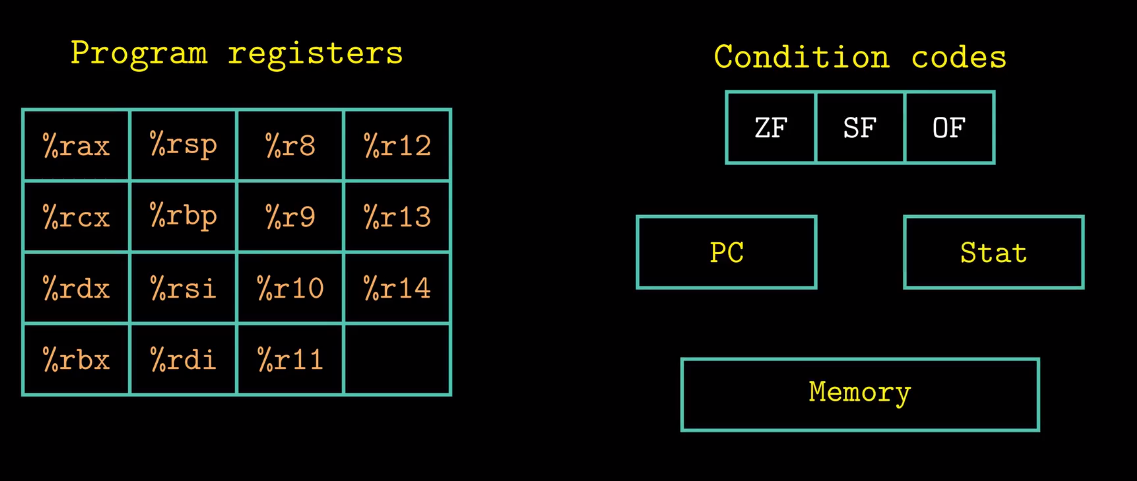 Program registers
%rax %rsp %r8 %r12
%rcx %rbp %r9 %r13
%rdx %rsi %r10 %r14
%rbx %rdi %r11
Condition codes
ZF SF OF
PC Stat
Memory